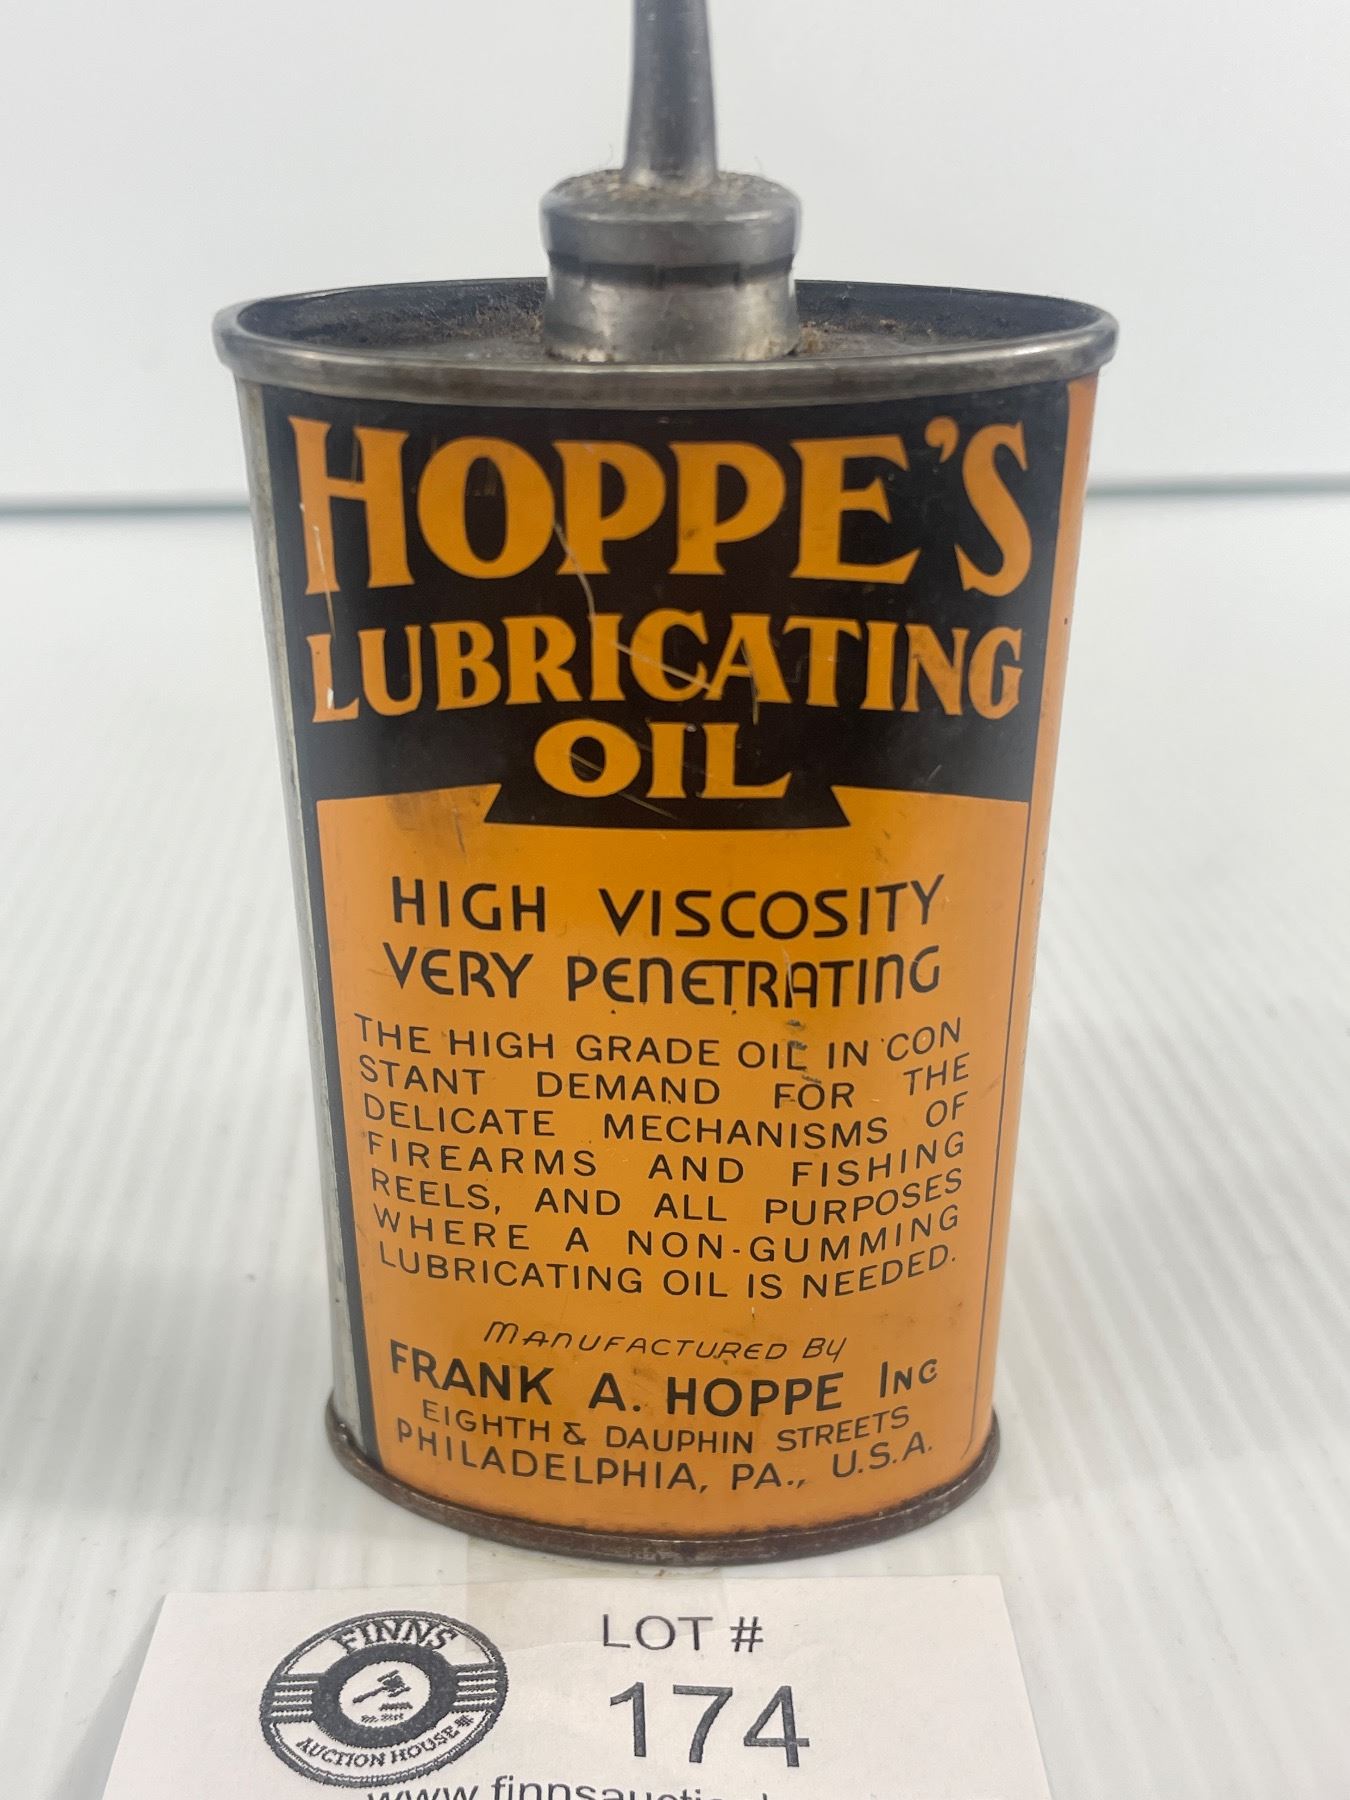 HOPPE'S
LUBRICATING
OIL
HIGH VISCOSITY
VERY PENETRATING
THE HIGH GRADE OIL IN CON
STANT DEMAND FOR THE
DELICATE MECHANISMS OF
FIREARMS AND FISHING
REELS, AND ALL PURPOSES
WHERE A NON-GUMMING
LUBRICATING OIL IS NEEDED.
MANUFACTURED BY
FRANK A. HOPPE INC
EIGHTH & DAUPHIN STREETS
PHILADELPHIA, PA., U.S.A.
FINNS
AUCTION HOUSE
LOT #
174